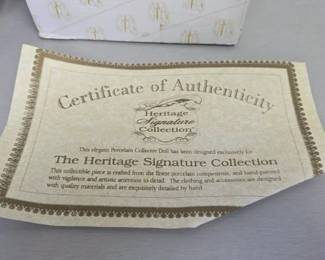 Certificate of Authenticity
Heritage
Signature
Collection
This elegant Porcelain Collector Doll has been designed exclusively for
The Heritage Signature Collection
This collectible piece is crafted from the finest porcelain components, and hand-painted
with vigilence and artistic attention to detail. The clothing and accessories are designed
with quality materials and are exquisitely detailed by hand.